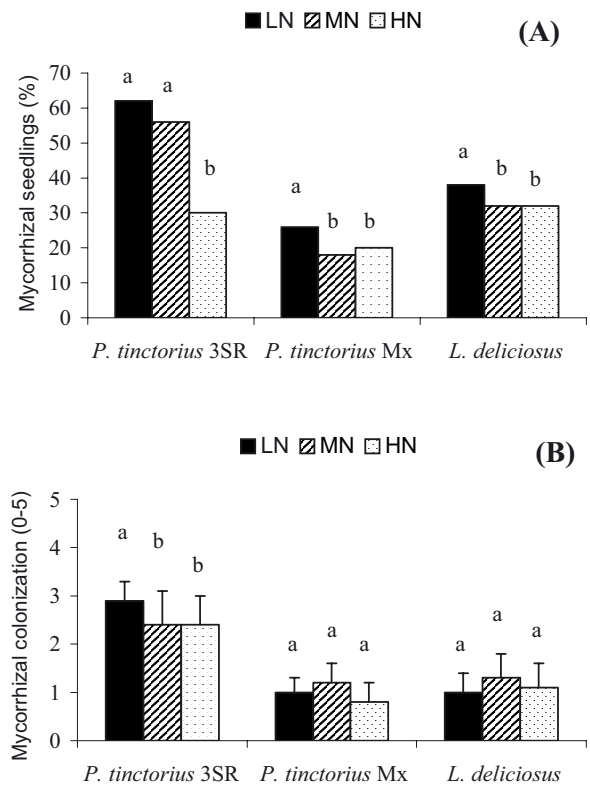 LN MN HN
(A)
Mycorrhizal seedlings (%)
70
60
50
40
30
20
10
0
a a b
a b b
a b b
P. tinctorius 3SR P. tinctorius Mx L. deliciosus
LN MN HN
(B)
Mycorrhizal colonization (0-5)
5
4
3
2
1
0
a b b
a a a
a a a
P. tinctorius 3SR P. tinctorius Mx L. deliciosus